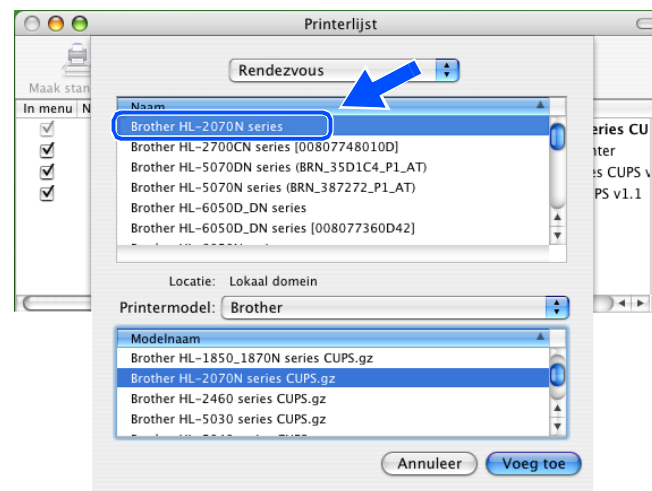 Printerlijst
Rendezvous
Maak stan
In menu N
Naam
Brother HL-2070N series
Brother HL-2700CN series [00807748010D]
Brother HL-5070DN series (BRN_35D1C4_P1_AT)
Brother HL-5070N series (BRN_387272_P1_AT)
Brother HL-6050D_DN series
Brother HL-6050D_DN series [008077360D42]
eries CU
nter
es CUPS v
PS v1.1
Locatie: Lokaal domein
Printermodel: Brother
Modelnaam
Brother HL-1850_1870N series CUPS.gz
Brother HL-2070N series CUPS.gz
Brother HL-2460 series CUPS.gz
Brother HL-5030 series CUPS.gz
Annuleer
Voeg toe